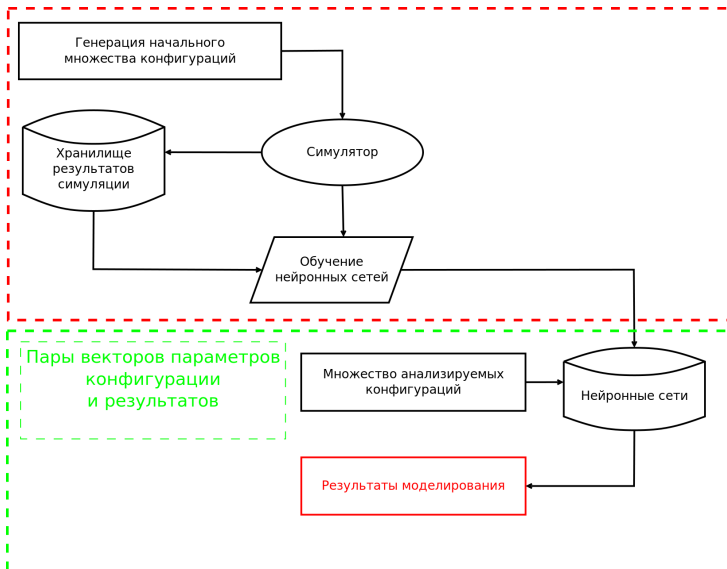 Генерация начального
множества конфигураций
Хранилище
результатов
симуляции
Симулятор
Обучение
нейронных сетей
Пары векторов параметров
конфигурации
и результатов
Множество анализируемых
конфигураций
Нейронные сети
Результаты моделирования